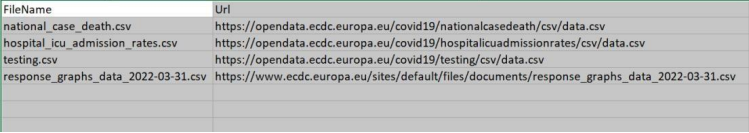 FileName Url
national_case_death.csv https://opendata.ecdc.europa.eu/covid19/nationalcasedeath/csv/data.csv
hospital_icu_admission_rates.csv https://opendata.ecdc.europa.eu/covid19/hospitalicuadmissionrates/csv/data.csv
testing.csv https://opendata.ecdc.europa.eu/covid19/testing/csv/data.csv
response_graphs_data_2022-03-31.csv https://www.ecdc.europa.eu/sites/default/files/documents/response_graphs_data_2022-03-31.csv